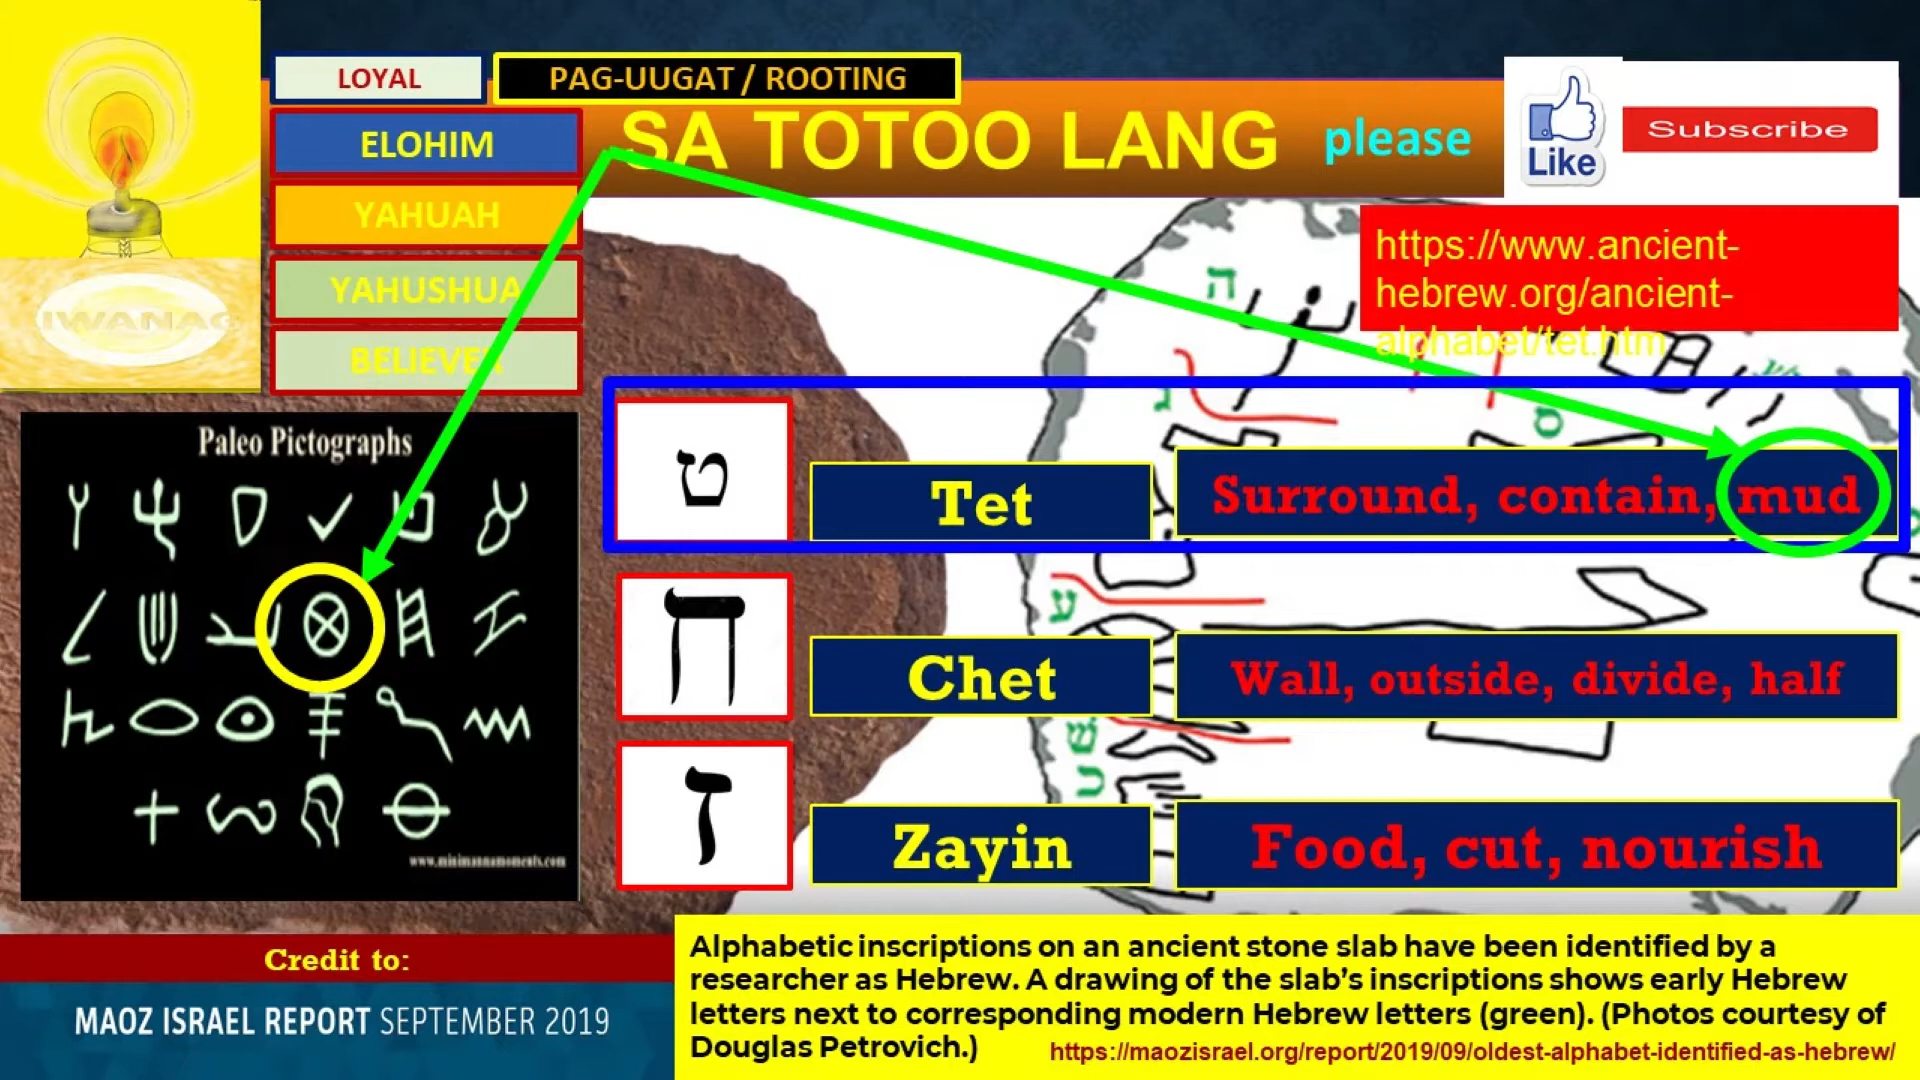 LOYAL
PAG-UUGAT / ROOTING
ELOHIM
SA TOTOO LANG
please
Like
Subscribe
YAHUAH
YAHUSHUA
BELIEVER
IWANAG
https://www.ancient-
hebrew.org/ancient-
alphabet/tet.htm
Paleo Pictographs
www.minimannamoments.com
ה
ס
ע
ש
ט
Tet
Surround, contain, mud
ח
Chet
Wall, outside, divide, half
ז
Zayin
Food, cut, nourish
Credit to:
MAOZ ISRAEL REPORT SEPTEMBER 2019
Alphabetic inscriptions on an ancient stone slab have been identified by a
researcher as Hebrew. A drawing of the slab's inscriptions shows early Hebrew
letters next to corresponding modern Hebrew letters (green). (Photos courtesy of
Douglas Petrovich.)
https://maozisrael.org/report/2019/09/oldest-alphabet-identified-as-hebrew/